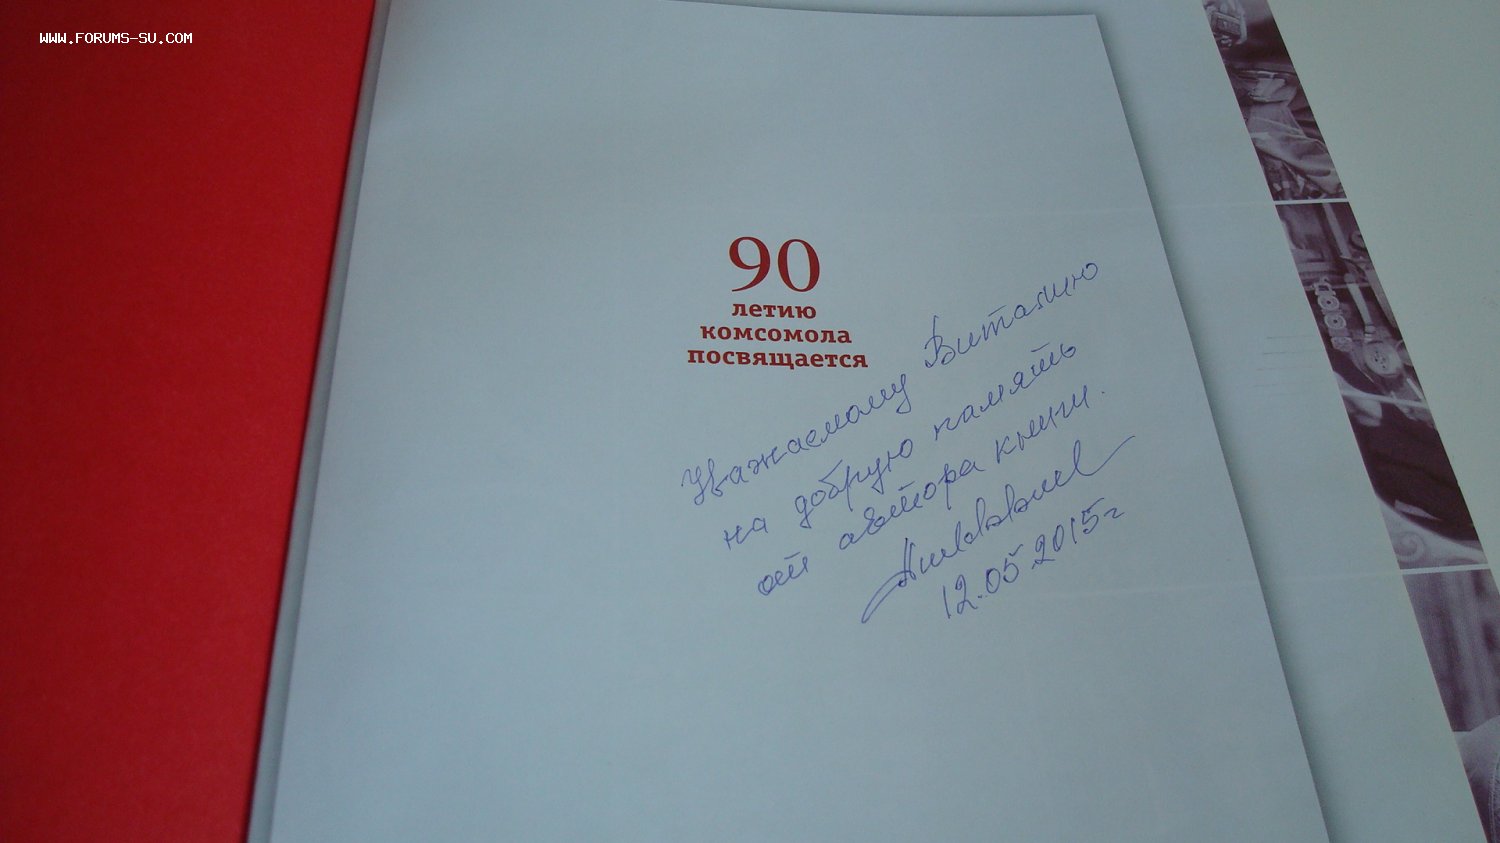 WWW.FORUMS-SU.COM
90
летию
комсомола
посвящается
Уважаемому Виталию
на добрую память
от автора книги.
12.05.2015г